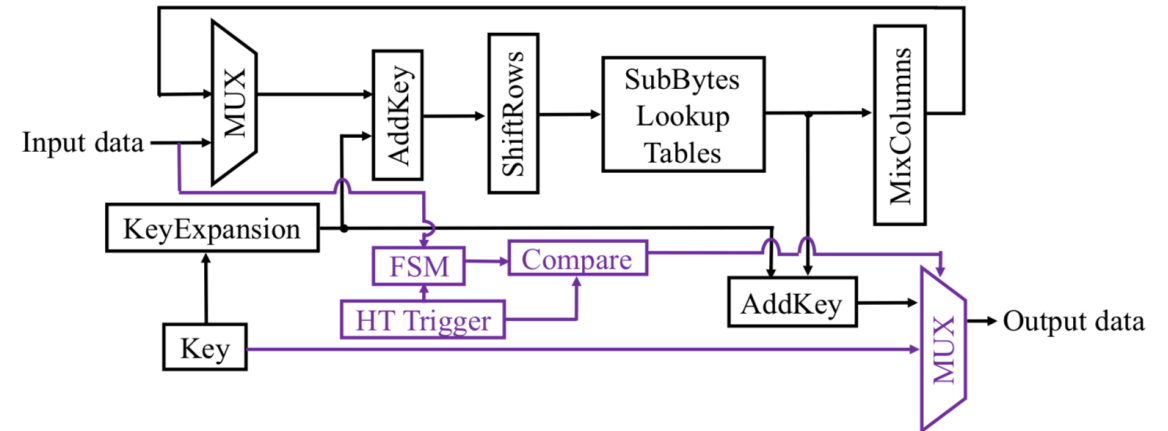 MUX
AddKey
ShiftRows
SubBytes
Lookup
Tables
MixColumns
Input data
KeyExpansion
FSM
Compare
HT Trigger
AddKey
Key
MUX
Output data